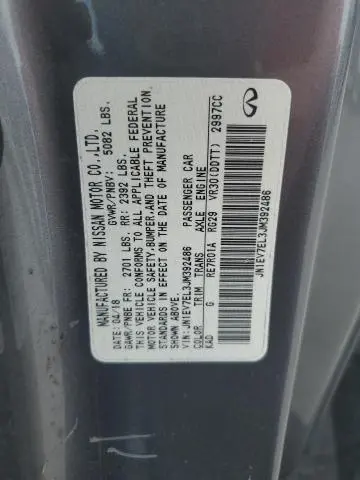 MANUFACTURED BY NISSAN MOTOR CO.,LTD.
DATE: 04/18 GVWR/PNBV: 5082 LBS.
GAWR/PNBE FR: 2701 LBS. RR: 2392 LBS.
THIS VEHICLE CONFORMS TO ALL APPLICABLE FEDERAL
MOTOR VEHICLE SAFETY,BUMPER,AND THEFT PREVENTION
STANDARDS IN EFFECT ON THE DATE OF MANUFACTURE
SHOWN ABOVE.
VIN:JN1EV7EL3JM392486 PASSENGER CAR
COLOR TRIM TRANS AXLE ENGINE
KAD G RE7R01A RG29 VR30(DDTT) 2997CC
JN1EV7EL3JM392486